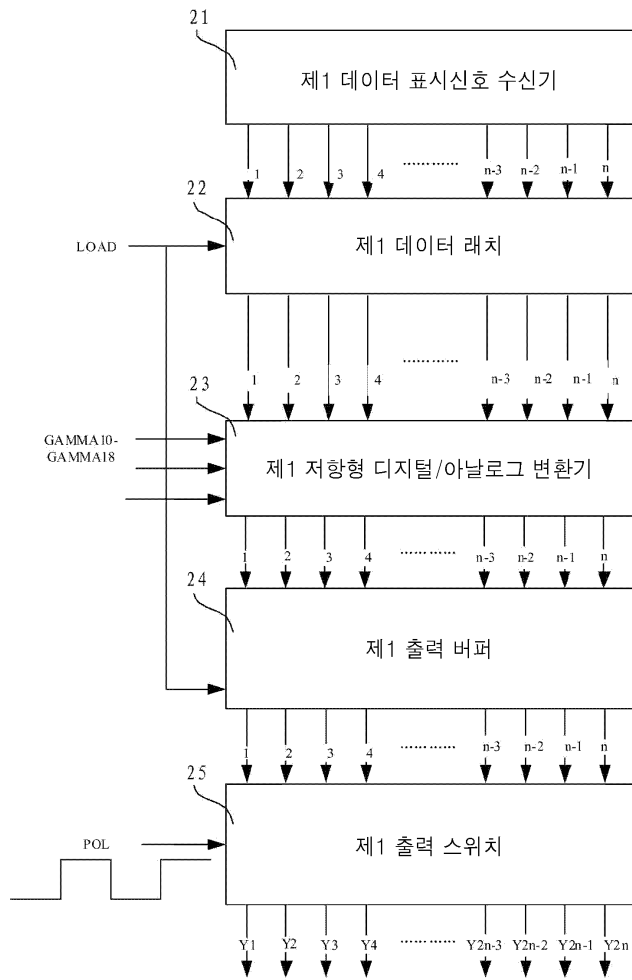 21
제1 데이터 표시신호 수신기
1 2 3 4 ............ n-3 n-2 n-1 n
22
LOAD
제1 데이터 래치
............
1 2 3 4 n-3 n-2 n-1 n
23
GAMMA10-
GAMMA18
제1 저항형 디지털/아날로그 변환기
1 2 3 4 ............ n-3 n-2 n-1 n
24
제1 출력 버퍼
1 2 3 4 ............ n-3 n-2 n-1 n
25
POL
제1 출력 스위치
Y1 Y2 Y3 Y4 ............ Y2n-3 Y2n-2 Y2n-1 Y2n